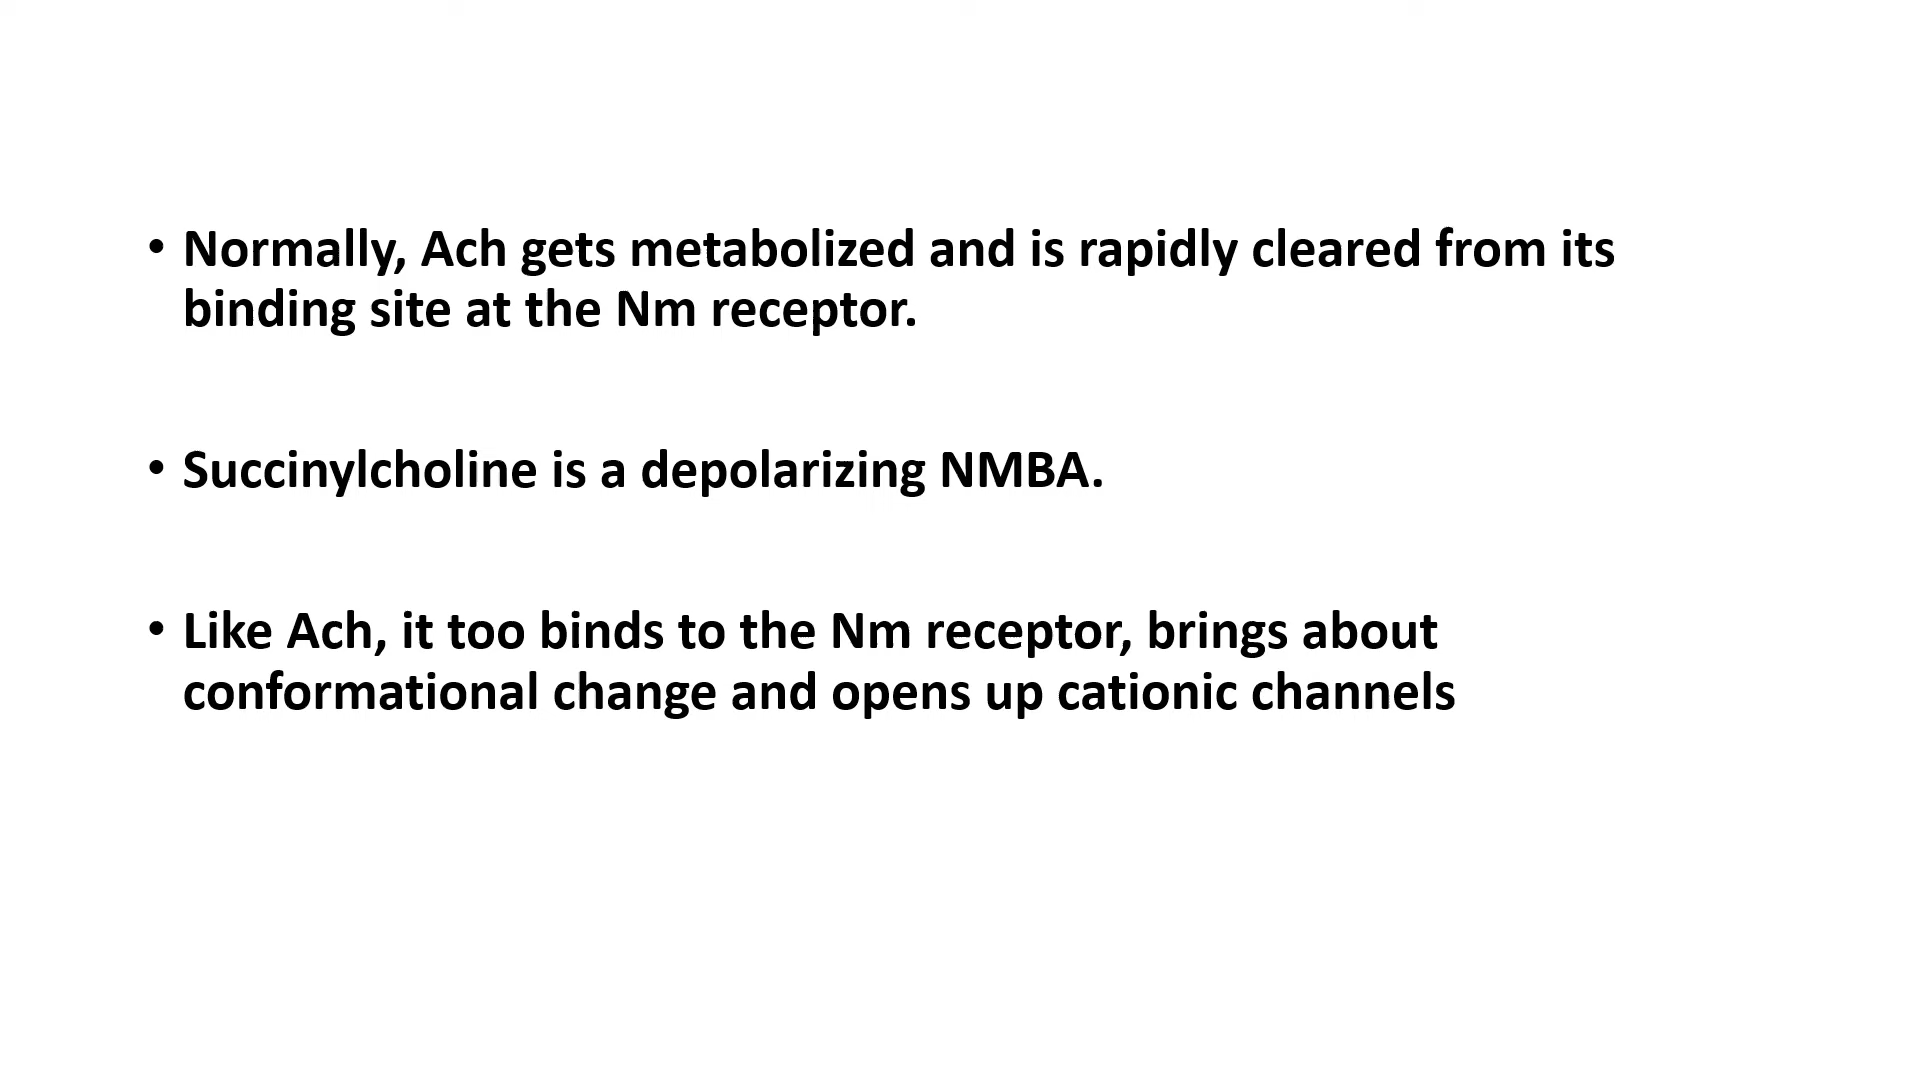 • Normally, Ach gets metabolized and is rapidly cleared from its
binding site at the Nm receptor.
• Succinylcholine is a depolarizing NMBA.
• Like Ach, it too binds to the Nm receptor, brings about
conformational change and opens up cationic channels